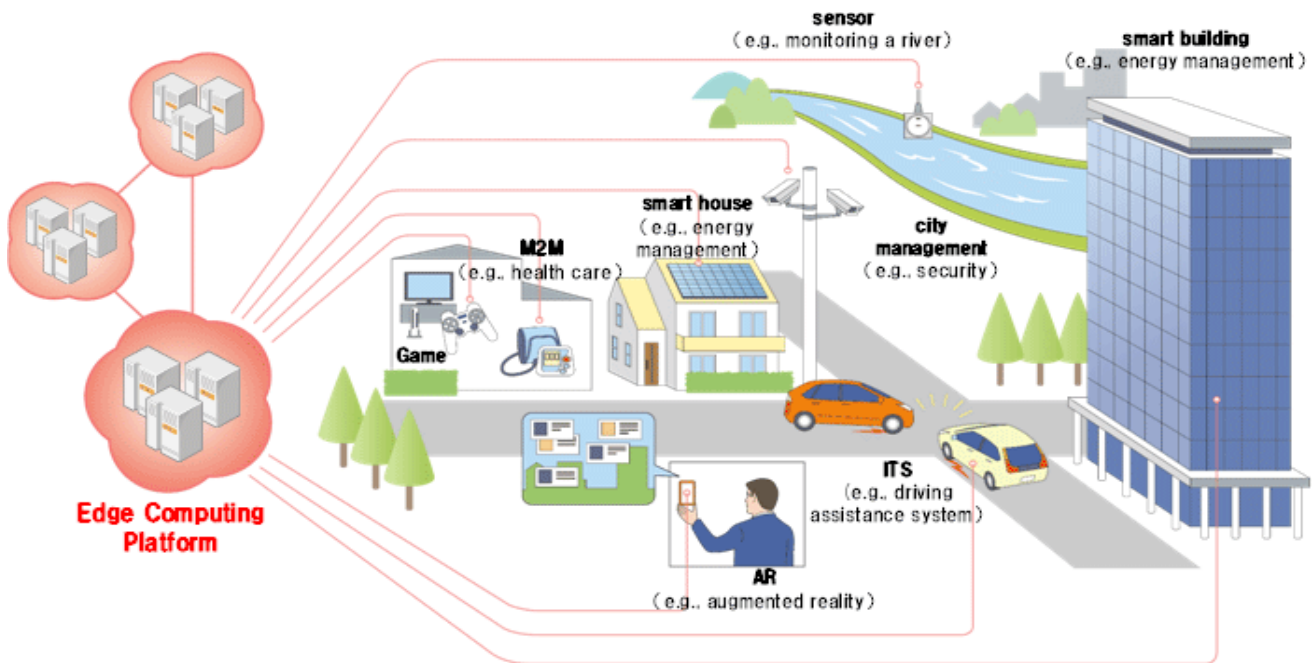 sensor
(e.g., monitoring a river)
smart building
(e.g., energy management)
smart house
(e.g., energy
management)
M2M
(e.g., health care)
city
management
(e.g., security)
Game
Edge Computing
Platform
ITS
(e.g., driving
assistance system)
AR
(e.g., augmented reality)